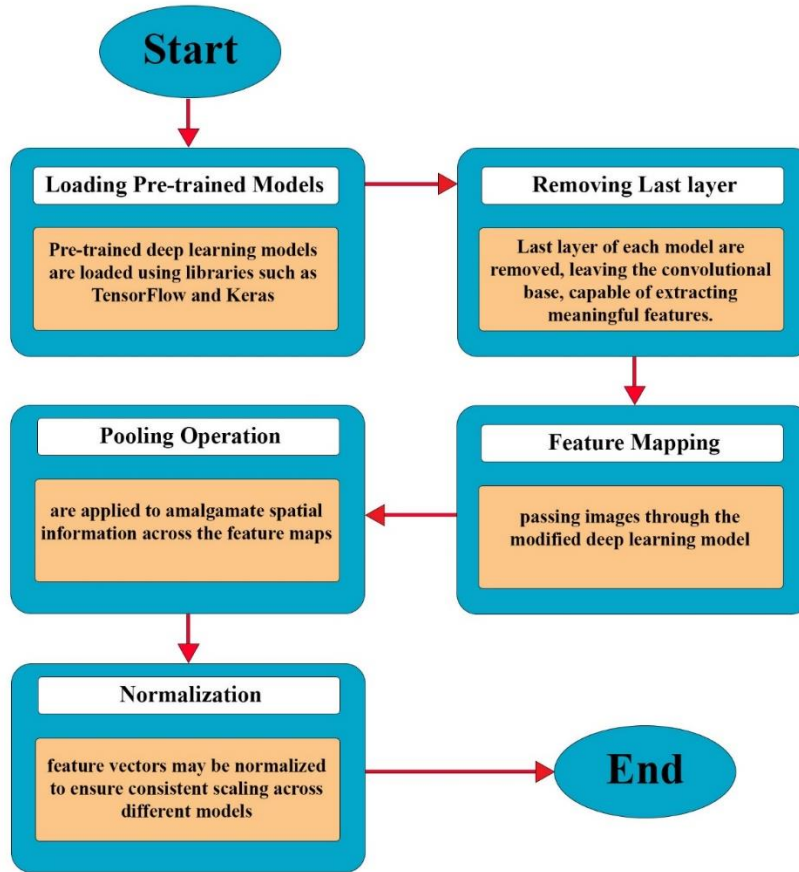 Start
Loading Pre-trained Models
Pre-trained deep learning models
are loaded using libraries such as
TensorFlow and Keras
Removing Last layer
Last layer of each model are
removed, leaving the convolutional
base, capable of extracting
meaningful features.
Feature Mapping
passing images through the
modified deep learning model
Pooling Operation
are applied to amalgamate spatial
information across the feature maps
Normalization
feature vectors may be normalized
to ensure consistent scaling across
different models
End